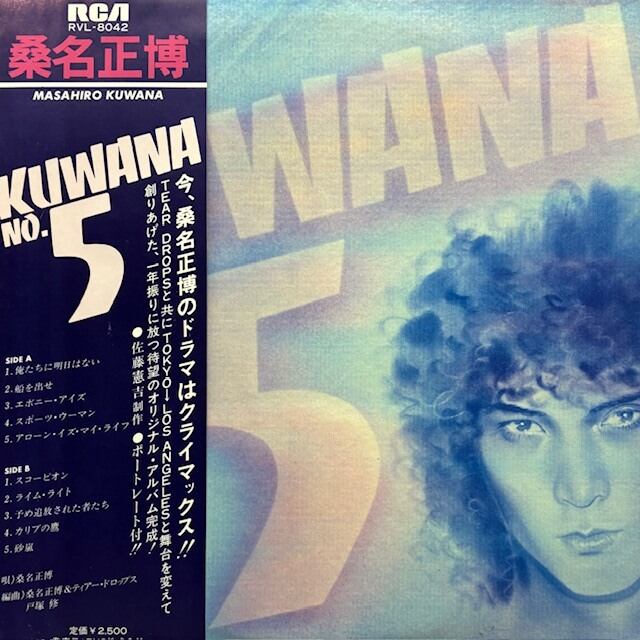 RCA
RVL-8042
桑名正博
MASAHIRO KUWANA
KUWANA
NO. 5
今、桑名正博のドラマはクライマックス!!
TEAR DROPSと共にTOKYO→LOS ANGELESと舞台を変えて
創りあげた、一年振りに放つ待望のオリジナル・アルバム完成!
●佐藤憲吉制作 ●ポートレート付!!
SIDE A
1. 俺たちに明日はない
2. 船を出せ
3. エボニー・アイズ
4. スポーツ・ウーマン
5. アローン・イズ・マイ・ライフ
SIDE B
1. スコーピオン
2. ライム・ライト
3. 予め追放された者たち
4. カリブの鷹
5. 砂嵐
唄)桑名正博
編曲)桑名正博&ティアー・ドロップス
戸塚 修
定価￥2,500
WANA
5